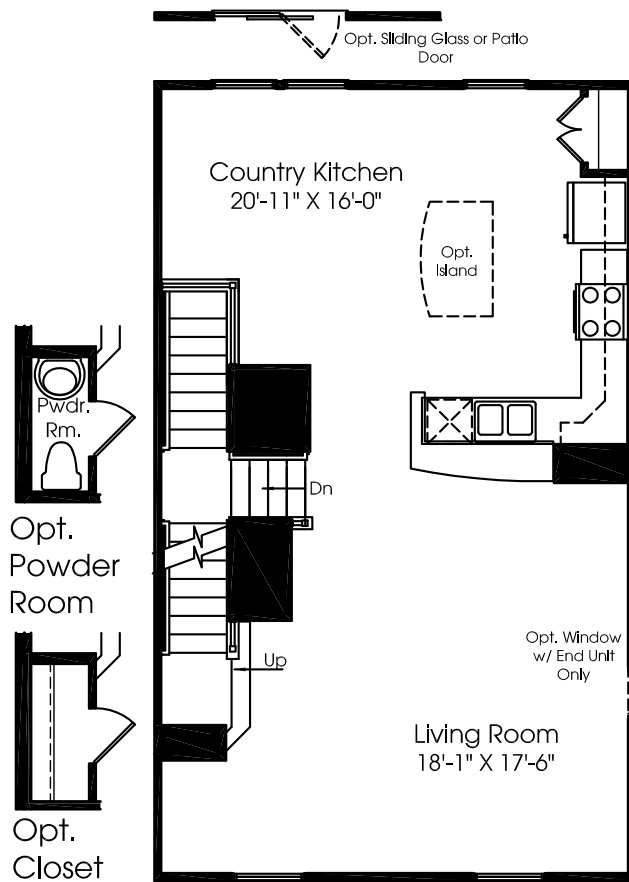 Opt. Sliding Glass or Patio
Door
Country Kitchen
20'-11" X 16'-0"
Opt.
Island
Pwdr.
Rm.
Opt.
Powder
Room
Dn
Up
Opt. Window
w/ End Unit
Only
Living Room
18'-1" X 17'-6"
Opt.
Closet